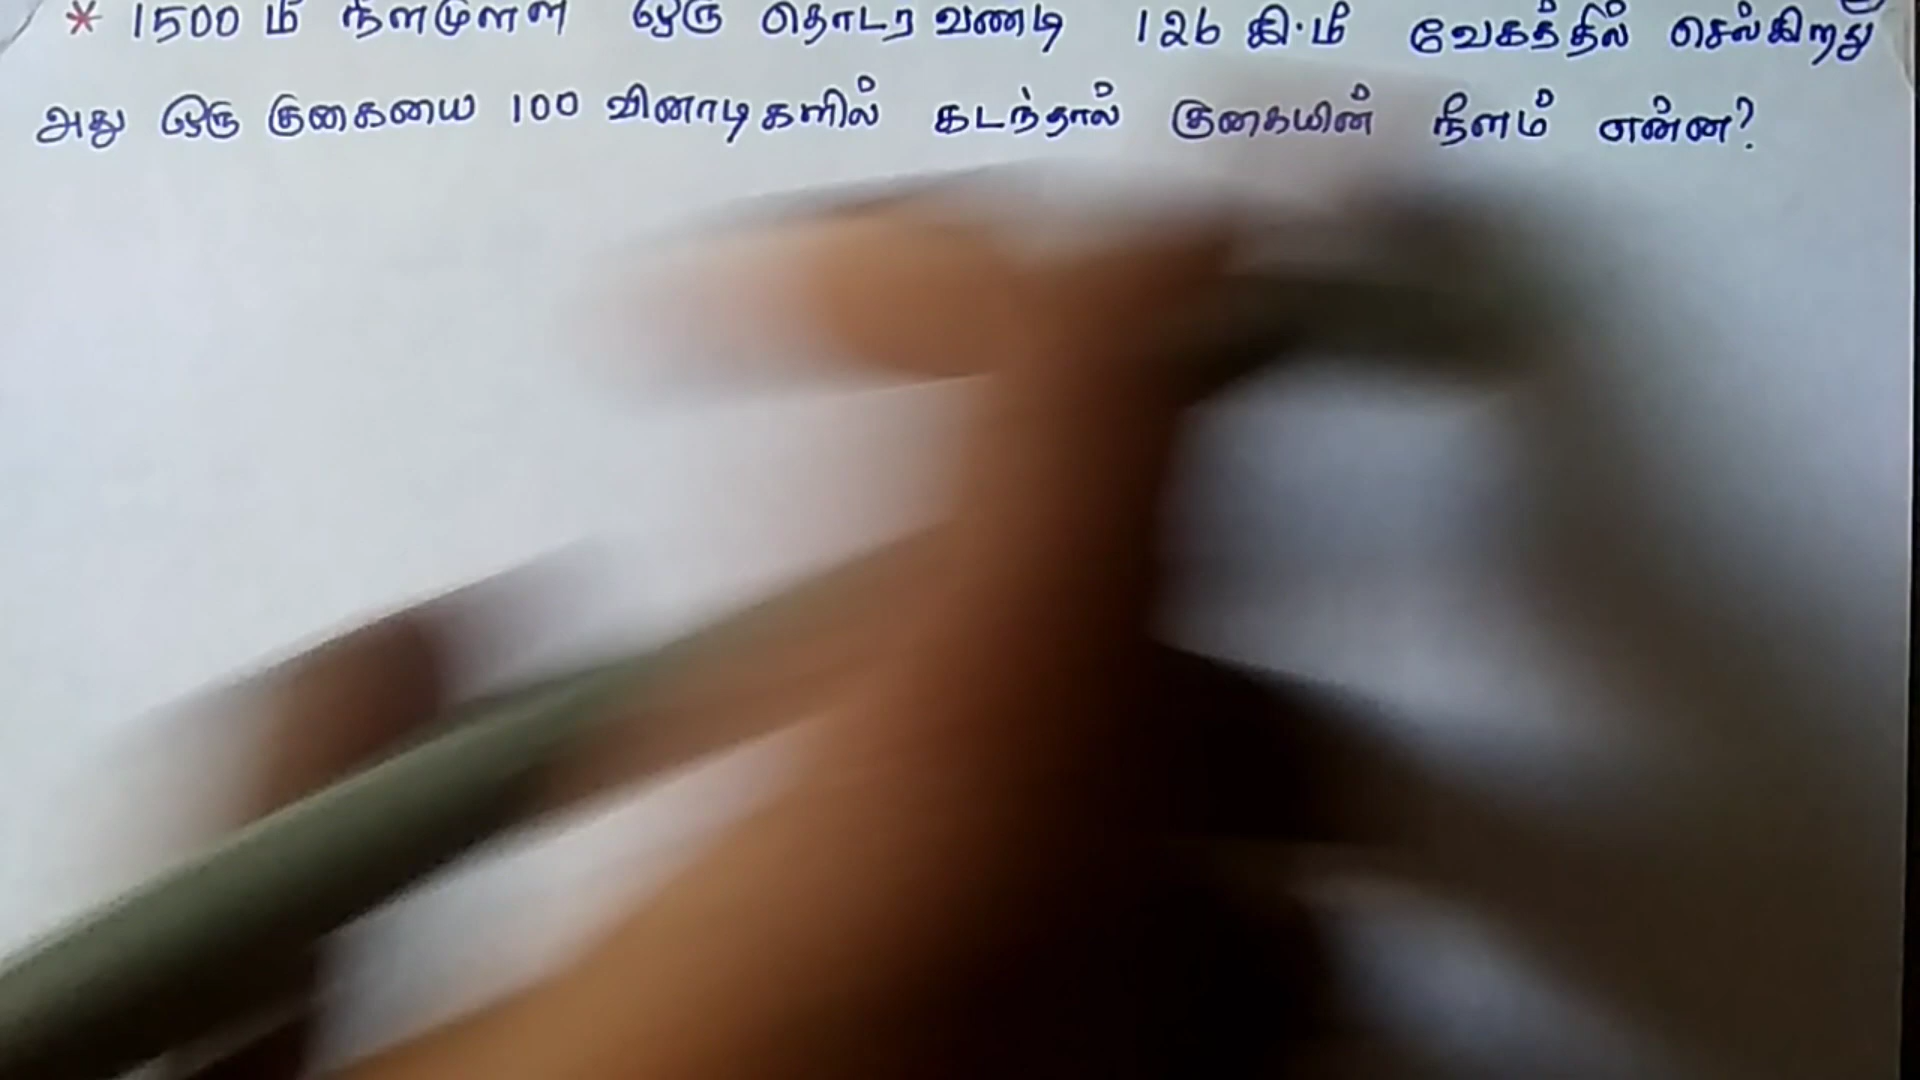 * 1500 மீ நீளமுள்ள ஒரு தொடர் வண்டி 126 கி.மீ வேகத்தில் செல்கிறது
அது ஒரு குகையை 100 வினாடிகளில் கடந்தால் குகையின் நீளம் என்ன?